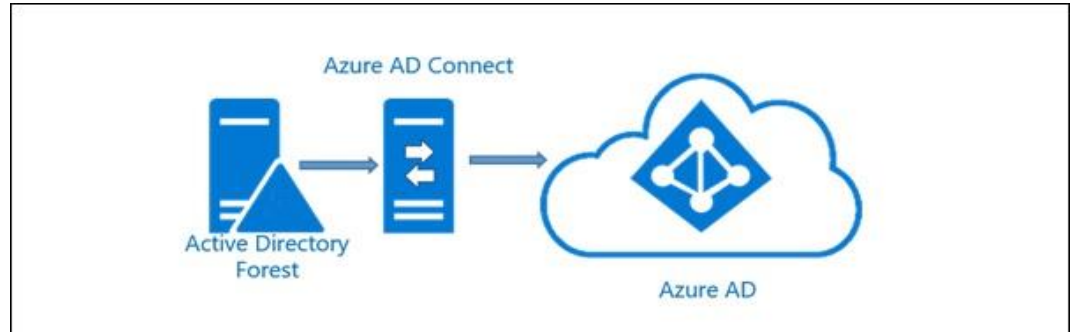 Azure AD Connect
Active Directory
Forest
Azure AD